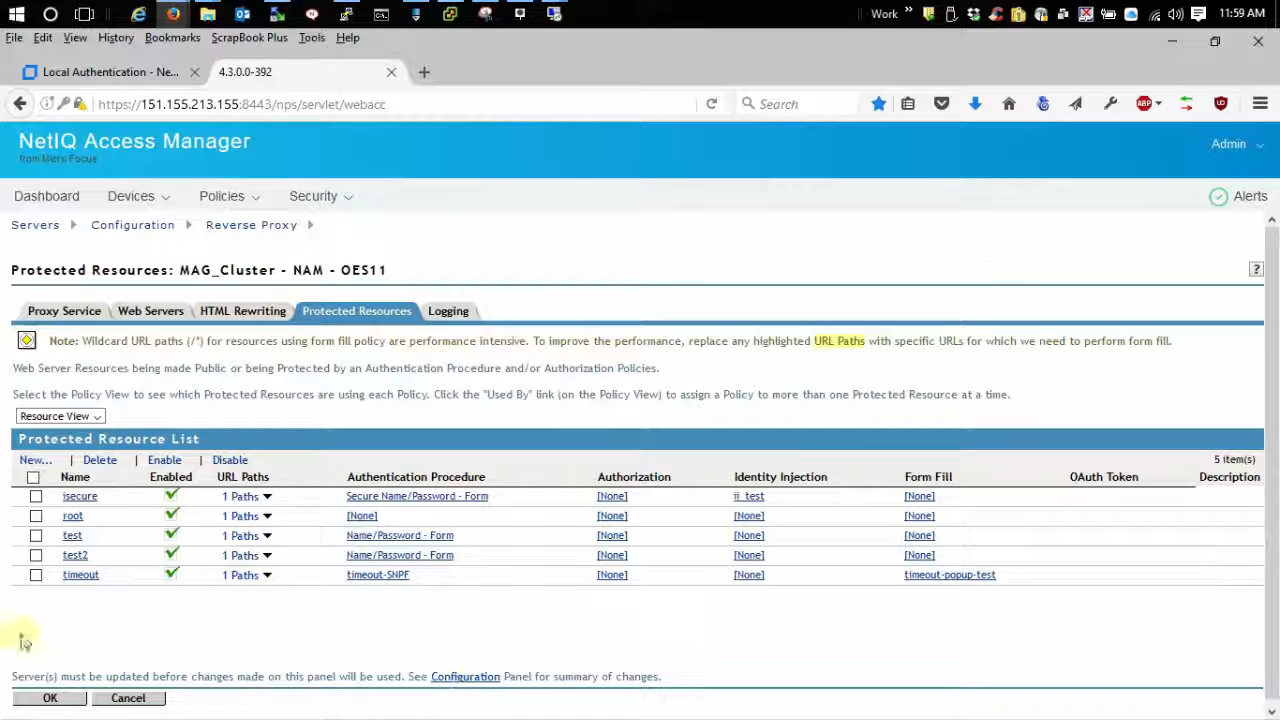 Work » 11:59 AM
File Edit View History Bookmarks ScrapBook Plus Tools Help
Local Authentication - Ne... 4.3.0.0-392
https://151.155.213.155:8443/nps/servlet/webacc Search ABP
NetIQ Access Manager
from Micro Focus
Admin
Dashboard Devices Policies Security Alerts
Servers Configuration Reverse Proxy
Protected Resources: MAG_Cluster - NAM - OES11 ?
Proxy Service Web Servers HTML Rewriting Protected Resources Logging
Note: Wildcard URL paths (/*) for resources using form fill policy are performance intensive. To improve the performance, replace any highlighted URL Paths with specific URLs for which we need to perform form fill.
Web Server Resources being made Public or being Protected by an Authentication Procedure and/or Authorization Policies.
Select the Policy View to see which Protected Resources are using each Policy. Click the "Used By" link (on the Policy View) to assign a Policy to more than one Protected Resource at a time.
Resource View
Protected Resource List
New... | Delete | Enable | Disable 5 item(s)
Name Enabled URL Paths Authentication Procedure Authorization Identity Injection Form Fill OAuth Token Description
isecure 1 Paths Secure Name/Password - Form [None] ii_test [None]
root 1 Paths [None] [None] [None] [None]
test 1 Paths Name/Password - Form [None] [None] [None]
test2 1 Paths Name/Password - Form [None] [None] [None]
timeout 1 Paths timeout-SNPF [None] [None] timeout-popup-test
Server(s) must be updated before changes made on this panel will be used. See Configuration Panel for summary of changes.
OK Cancel